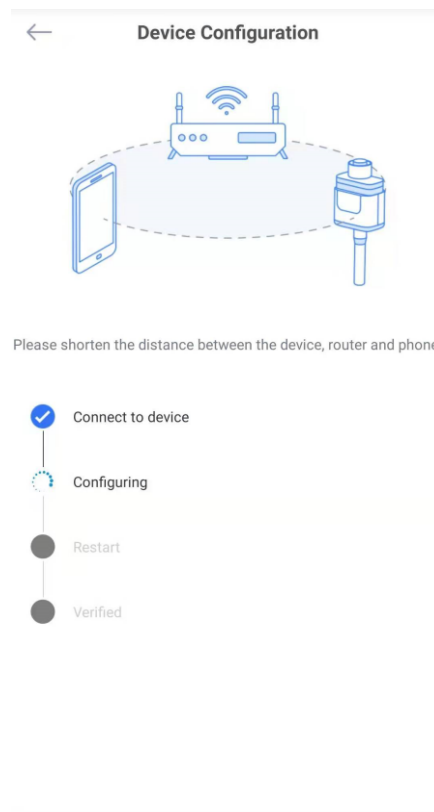 Device Configuration
Please shorten the distance between the device, router and phone
Connect to device
Configuring
Restart
Verified